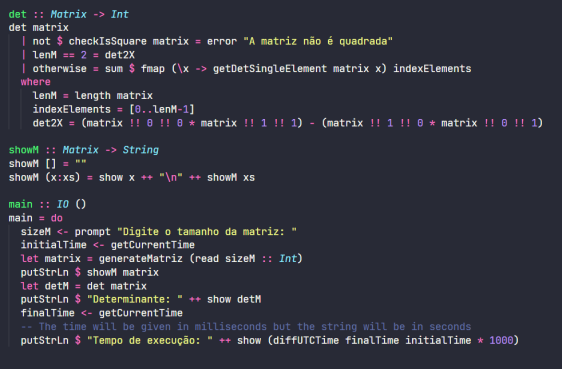 det :: Matrix -> Int
det matrix
  | not $ checkIsSquare matrix = error "A matriz não é quadrada"
  | lenM == 2 = det2X
  | otherwise = sum $ fmap (\x -> getDetSingleElement matrix x) indexElements
  where
    lenM = length matrix
    indexElements = [0..lenM-1]
    det2X = (matrix !! 0 !! 0 * matrix !! 1 !! 1) - (matrix !! 1 !! 0 * matrix !! 0 !! 1)

showM :: Matrix -> String
showM [] = ""
showM (x:xs) = show x ++ "\n" ++ showM xs

main :: IO ()
main = do
  sizeM <- prompt "Digite o tamanho da matriz: "
  initialTime <- getCurrentTime
  let matrix = generateMatriz (read sizeM :: Int)
  putStrLn $ showM matrix
  let detM = det matrix
  putStrLn $ "Determinante: " ++ show detM
  finalTime <- getCurrentTime
  -- The time will be given in milliseconds but the string will be in seconds
  putStrLn $ "Tempo de execução: " ++ show (diffUTCTime finalTime initialTime * 1000)